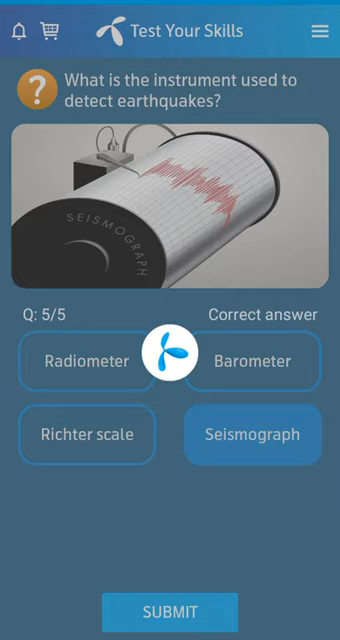 Test Your Skills
?
What is the instrument used to
detect earthquakes?
SEISMOGRAPH
Q: 5/5
Correct answer
Radiometer
Barometer
Richter scale
Seismograph
SUBMIT